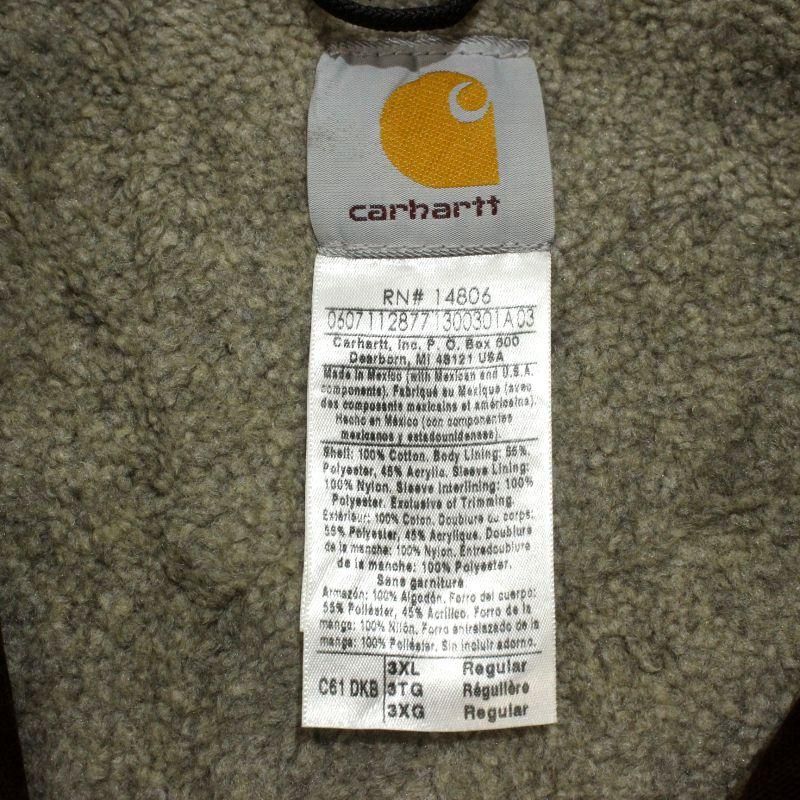 carhartt
RN# 14806
06071128771300301A03
Carhartt, Inc. P. O. Box 600
Dearborn, MI 48121 USA
Made in Mexico (with Mexican and U.S.A.
components). Fabriqué au Mexique (avec
des composants mexicains et américains).
Hecho en México (con componentes
mexicanos y estadounidenses).
Shell: 100% Cotton. Body Lining: 55%
Polyester, 45% Acrylic. Sleeve Lining:
100% Nylon. Sleeve Interlining: 100%
Polyester. Exclusive of Trimming.
Extérieur: 100% Coton. Doublure du corps:
55% Polyester, 45% Acrylique. Doublure
de la manche: 100% Nylon. Entredoublure
de la manche: 100% Polyester.
Sans garniture
Armazón: 100% Algodón. Forro del cuerpo:
55% Poliéster, 45% Acrílico. Forro de la
manga: 100% Nilón. Forro entrelazado de la
manga: 100% Poliéster. Sin incluir adorno.
3XL Regular
C61 DKB 3TG Régulière
3XG Regular